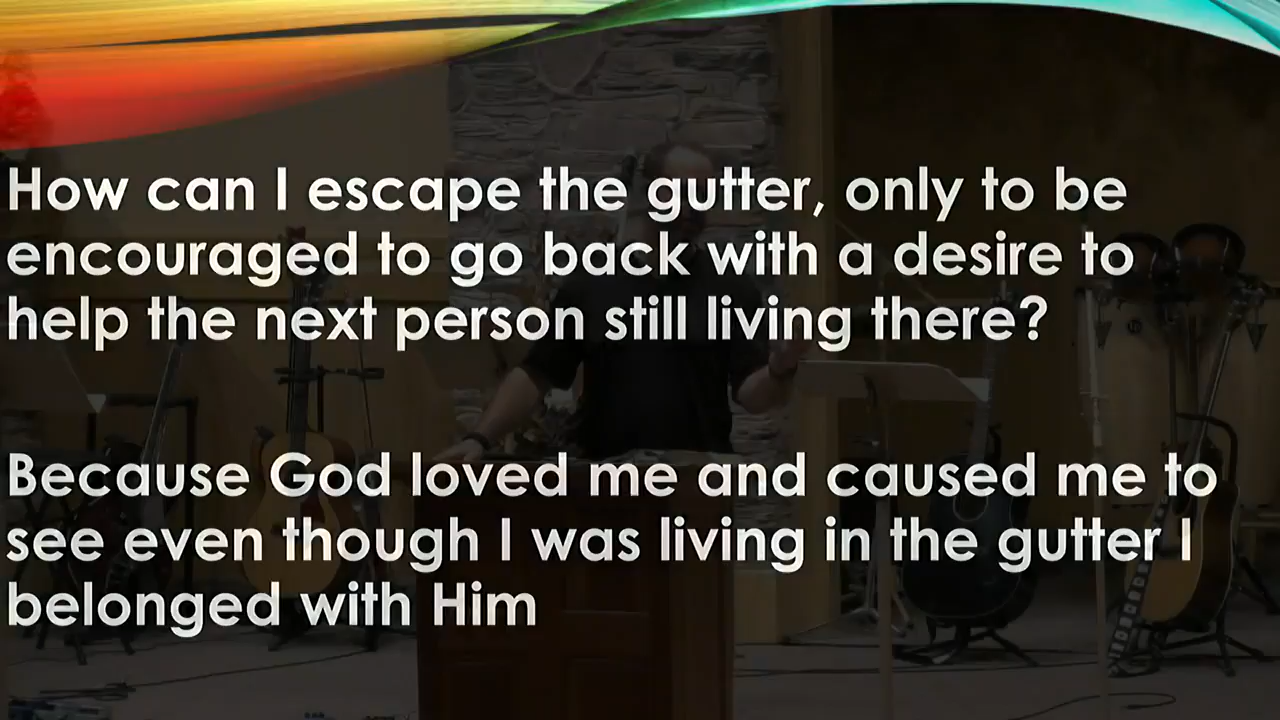 How can I escape the gutter, only to be
encouraged to go back with a desire to
help the next person still living there?
Because God loved me and caused me to
see even though I was living in the gutter I
belonged with Him